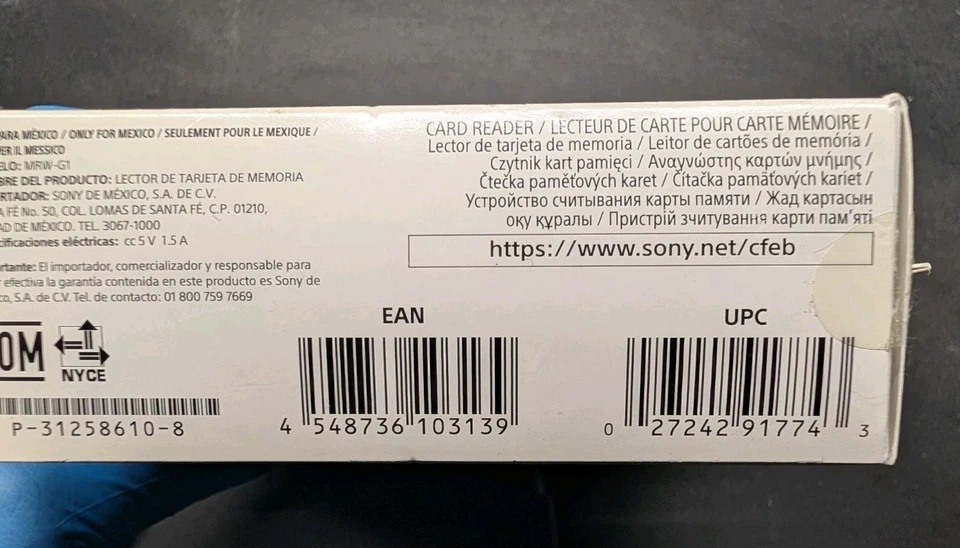 PARA MÉXICO / ONLY FOR MEXICO / SEULEMENT POUR LE MEXIQUE /
PER IL MESSICO
ELO: MRW-G1
BRE DEL PRODUCTO: LECTOR DE TARJETA DE MEMORIA
RTADOR: SONY DE MÉXICO, S.A. DE C.V.
A FÉ No. 50, COL. LOMAS DE SANTA FÉ, C.P. 01210,
AD DE MÉXICO. TEL. 3067-1000
cificaciones eléctricas: cc 5 V 1.5 A
rtante: El importador, comercializador y responsable para
r efectiva la garantía contenida en este producto es Sony de
co, S.A. de C.V. Tel. de contacto: 01 800 759 7669
OM
NYCE
P-31258610-8
CARD READER / LECTEUR DE CARTE POUR CARTE MÉMOIRE /
Lector de tarjeta de memoria / Leitor de cartões de memória /
Czytnik kart pamięci / Αναγνώστης καρτών μνήμης /
Čtečka paměťových karet / Čítačka pamäťových kariet /
Устройство считывания карты памяти / Жад картасын
оқу құралы / Пристрій зчитування карти пам'яті
https://www.sony.net/cfeb
EAN
4 548736 103139
UPC
0 27242 91774 3